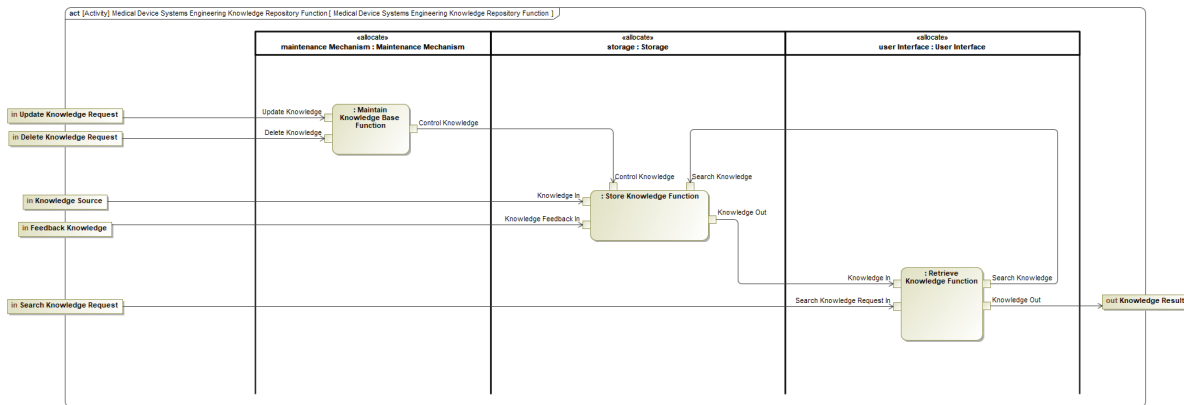 act [Activity] Medical Device Systems Engineering Knowledge Repository Function [ Medical Device Systems Engineering Knowledge Repository Function ]
«allocate»
maintenance Mechanism : Maintenance Mechanism
«allocate»
storage : Storage
«allocate»
user Interface : User Interface
in Update Knowledge Request
Update Knowledge
: Maintain
Knowledge Base
Function
Control Knowledge
in Delete Knowledge Request
Delete Knowledge
Control Knowledge
Search Knowledge
in Knowledge Source
Knowledge In
: Store Knowledge Function
Knowledge Out
in Feedback Knowledge
Knowledge Feedback In
Knowledge In
: Retrieve
Knowledge Function
Search Knowledge
in Search Knowledge Request
Search Knowledge Request In
Knowledge Out
out Knowledge Result